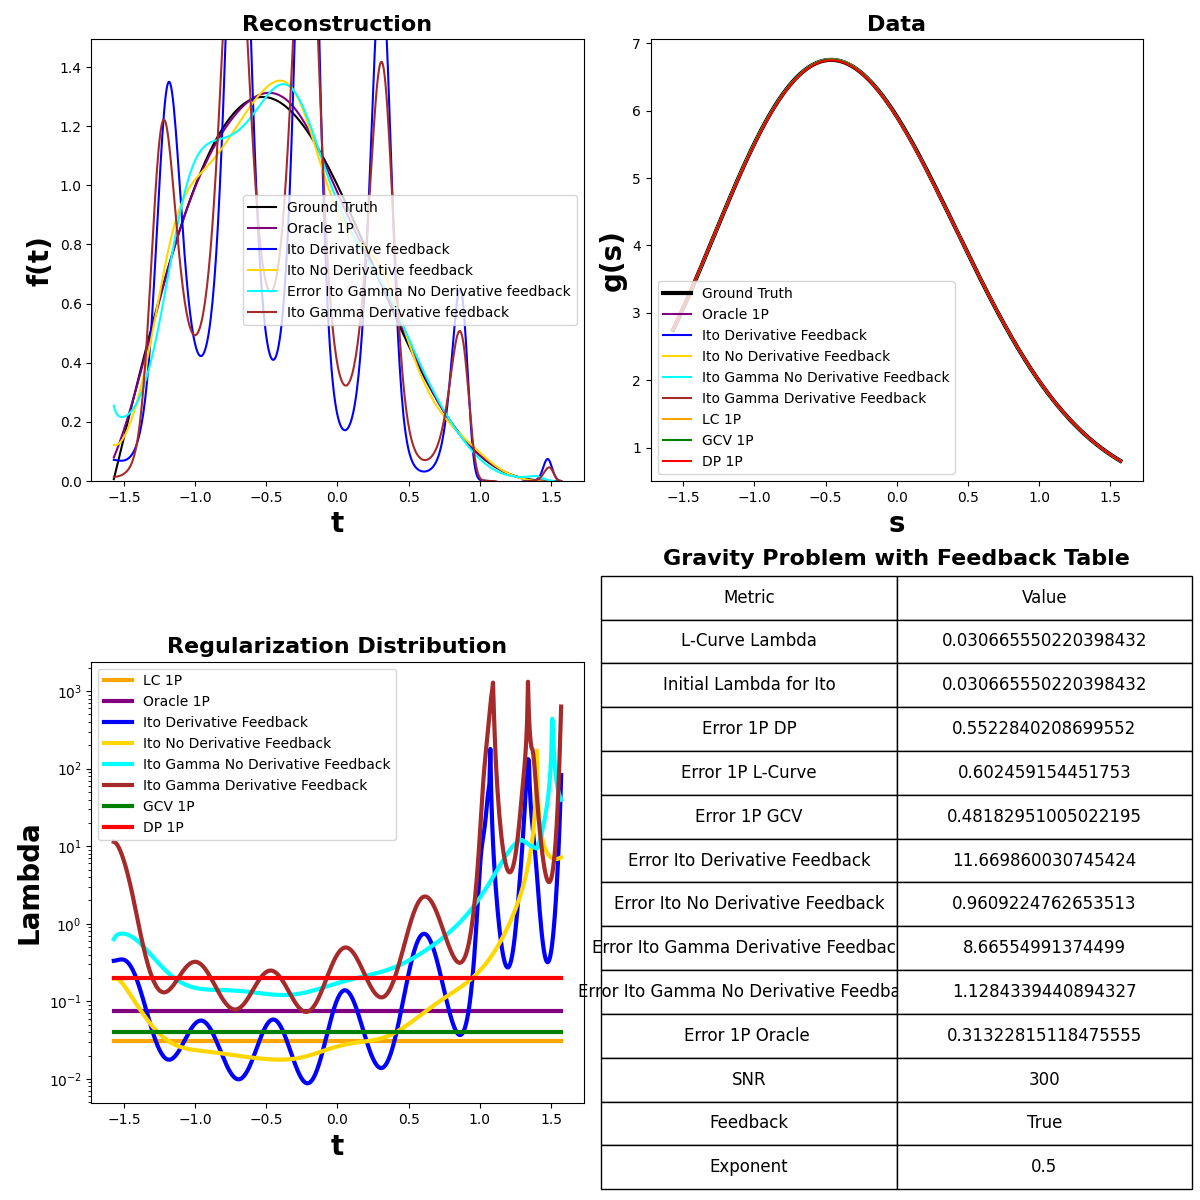 Reconstruction
f(t)
1.4
1.2
1.0
0.8
0.6
0.4
0.2
0.0
−1.5 −1.0 −0.5 0.0 0.5 1.0 1.5
t
Ground Truth
Oracle 1P
Ito Derivative feedback
Ito No Derivative feedback
Error Ito Gamma No Derivative feedback
Ito Gamma Derivative feedback
Data
g(s)
7
6
5
4
3
2
1
−1.5 −1.0 −0.5 0.0 0.5 1.0 1.5
s
Ground Truth
Oracle 1P
Ito Derivative Feedback
Ito No Derivative Feedback
Ito Gamma No Derivative Feedback
Ito Gamma Derivative Feedback
LC 1P
GCV 1P
DP 1P
Regularization Distribution
Lambda
10³
10²
10¹
10⁰
10⁻¹
10⁻²
−1.5 −1.0 −0.5 0.0 0.5 1.0 1.5
t
LC 1P
Oracle 1P
Ito Derivative Feedback
Ito No Derivative Feedback
Ito Gamma No Derivative Feedback
Ito Gamma Derivative Feedback
GCV 1P
DP 1P
Gravity Problem with Feedback Table
Metric Value
L-Curve Lambda 0.030665550220398432
Initial Lambda for Ito 0.030665550220398432
Error 1P DP 0.5522840208699552
Error 1P L-Curve 0.602459154451753
Error 1P GCV 0.48182951005022195
Error Ito Derivative Feedback 11.669860030745424
Error Ito No Derivative Feedback 0.9609224762653513
Error Ito Gamma Derivative Feedbac 8.66554991374499
Error Ito Gamma No Derivative Feedba 1.1284339440894327
Error 1P Oracle 0.31322815118475555
SNR 300
Feedback True
Exponent 0.5